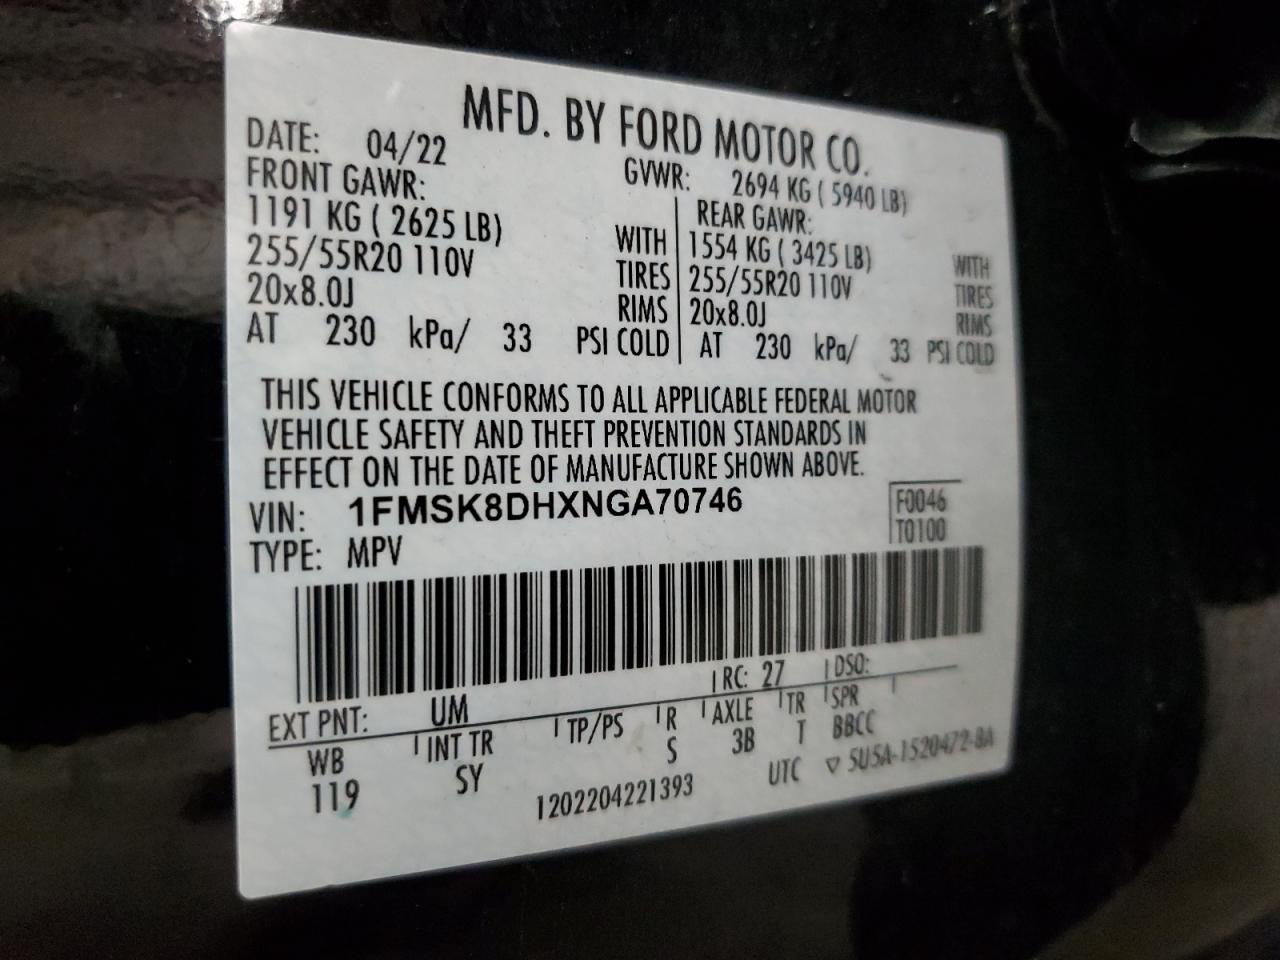 MFD. BY FORD MOTOR CO.
DATE: 04/22 GVWR: 2694 KG ( 5940 LB)
FRONT GAWR: REAR GAWR:
1191 KG ( 2625 LB) WITH 1554 KG ( 3425 LB) WITH
255/55R20 110V TIRES 255/55R20 110V TIRES
20x8.0J RIMS 20x8.0J RIMS
AT 230 kPa/ 33 PSI COLD AT 230 kPa/ 33 PSI COLD
THIS VEHICLE CONFORMS TO ALL APPLICABLE FEDERAL MOTOR
VEHICLE SAFETY AND THEFT PREVENTION STANDARDS IN
EFFECT ON THE DATE OF MANUFACTURE SHOWN ABOVE.
VIN: 1FMSK8DHXNGA70746 F0046
TYPE: MPV T0100
EXT PNT: UM RC: 27 DSO:
WB INT TR TP/PS R AXLE TR SPR
119 SY S 3B T BBCC
1202204221393 UTC ▽ 5U5A-1520472-BA